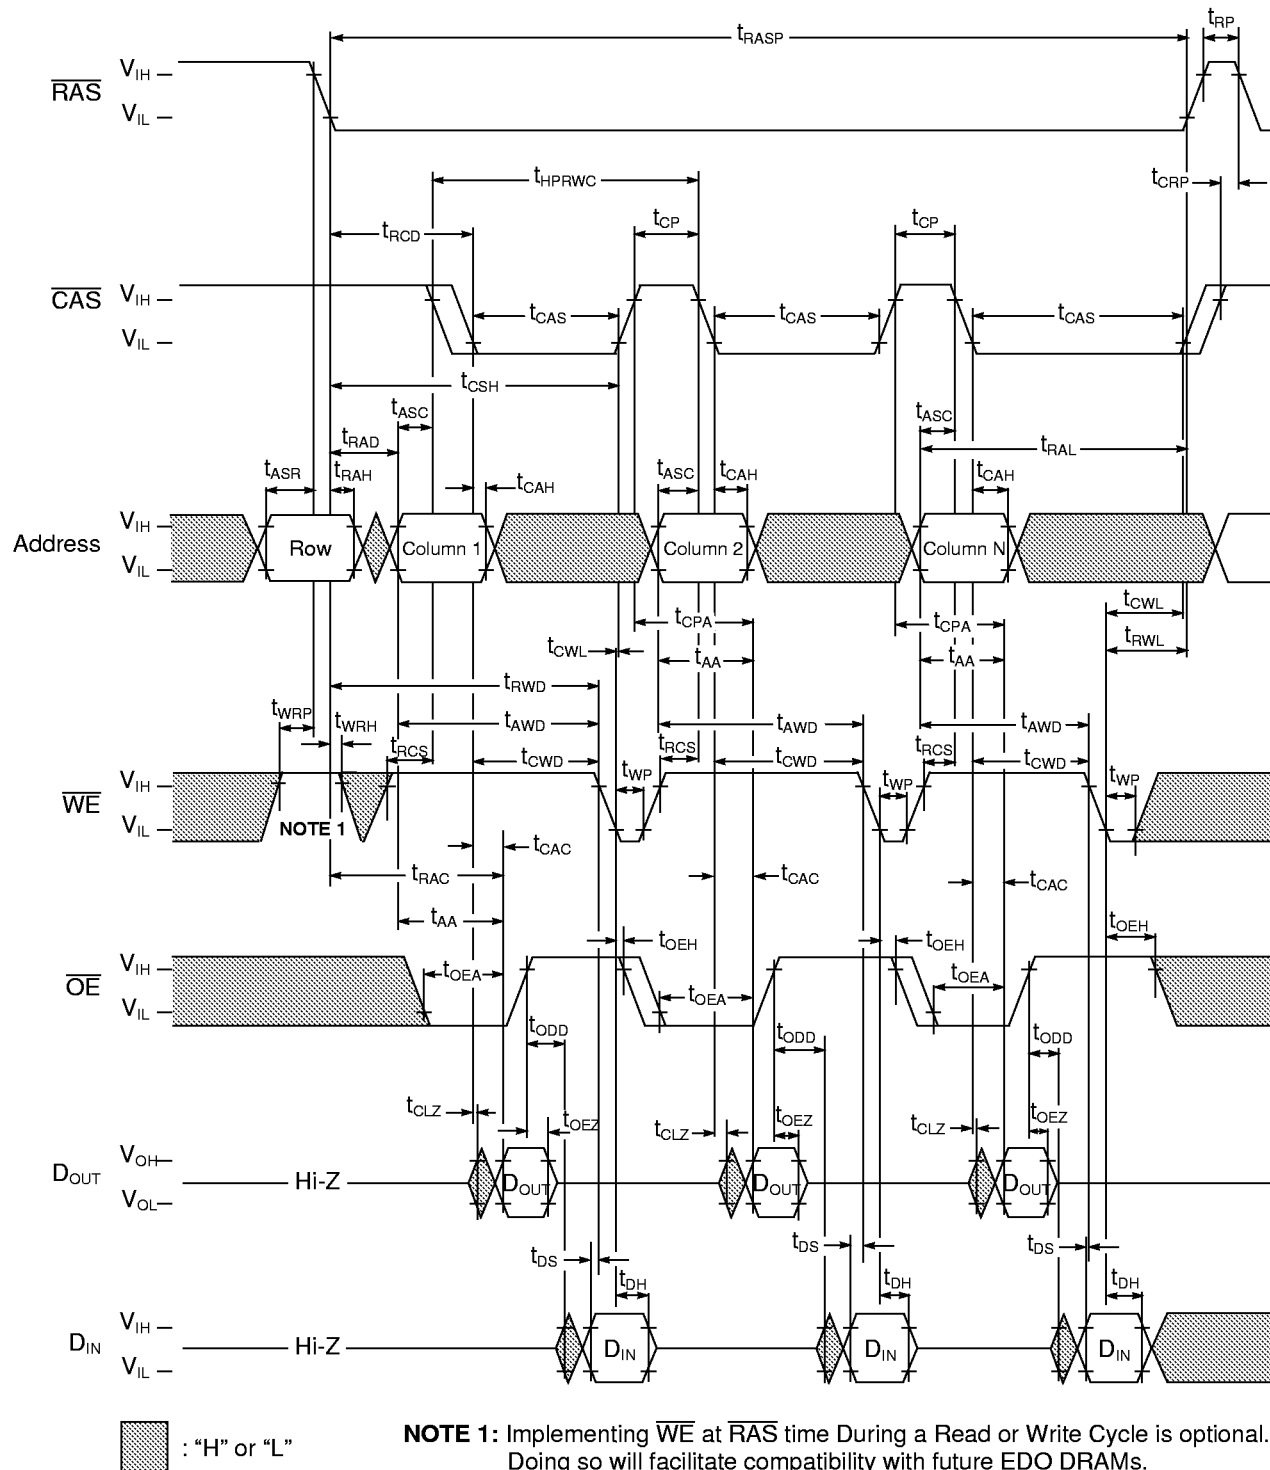 tRASP tRP
RAS VIH
VIL
tHPRWC tCRP
tRCD tCP tCP
CAS VIH
VIL
tCAS tCAS tCAS
tCSH
tASC tASC
tRAD tRAL
tASR tRAH tCAH tASC tCAH tCAH
Address VIH
VIL
Row Column 1 Column 2 Column N
tCWL
tCPA tCPA
tCWL tRWL
tAA tAA
tRWD
tWRP tWRH tAWD tAWD tAWD
tRCS tCWD tRCS tCWD tRCS tCWD
tWP tWP tWP
WE VIH
VIL
NOTE 1
tCAC
tRAC tCAC tCAC
tAA
tOEH tOEH tOEH
OE VIH
VIL
tOEA tOEA tOEA
tODD tODD tODD
tCLZ tOEZ tCLZ tOEZ tCLZ tOEZ
DOUT VOH
VOL
Hi-Z DOUT DOUT DOUT
tDS tDS tDS
tDH tDH tDH
DIN VIH
VIL
Hi-Z DIN DIN DIN
: “H” or “L”
NOTE 1: Implementing WE at RAS time During a Read or Write Cycle is optional.
Doing so will facilitate compatibility with future EDO DRAMs.